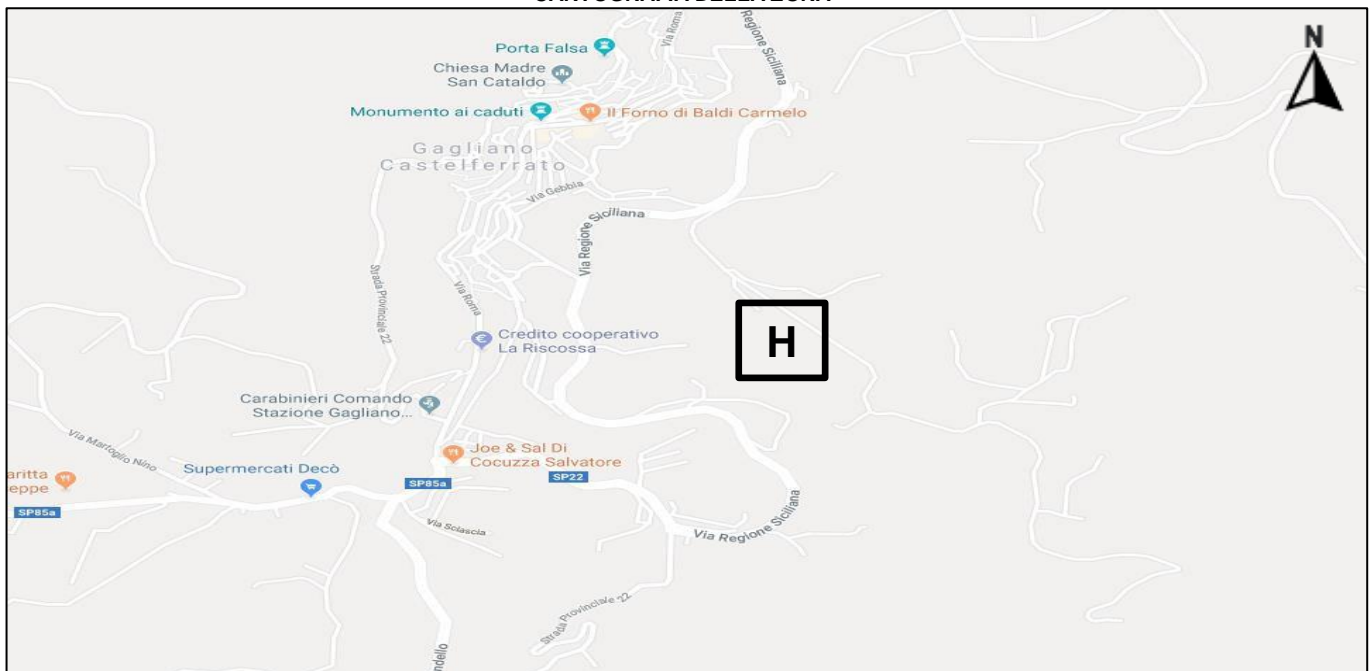 Via Roma
Regione Siciliana
N
Porta Falsa
Chiesa Madre
San Cataldo
Monumento ai caduti
Il Forno di Baldi Carmelo
Gagliano
Castelferrato
Via Gebbia
Via Regione Siciliana
Strada Provinciale 22
Via Roma
H
Credito cooperativo
La Riscossa
Carabinieri Comando
Stazione Gagliano...
Via Martoglio Nino
Joe & Sal Di
Cocuzza Salvatore
Supermercati Decò
aritta
eppe
SP85a
SP22
SP85a
Via Sciascia
Via Regione Siciliana
Strada Provinciale 22
ndello